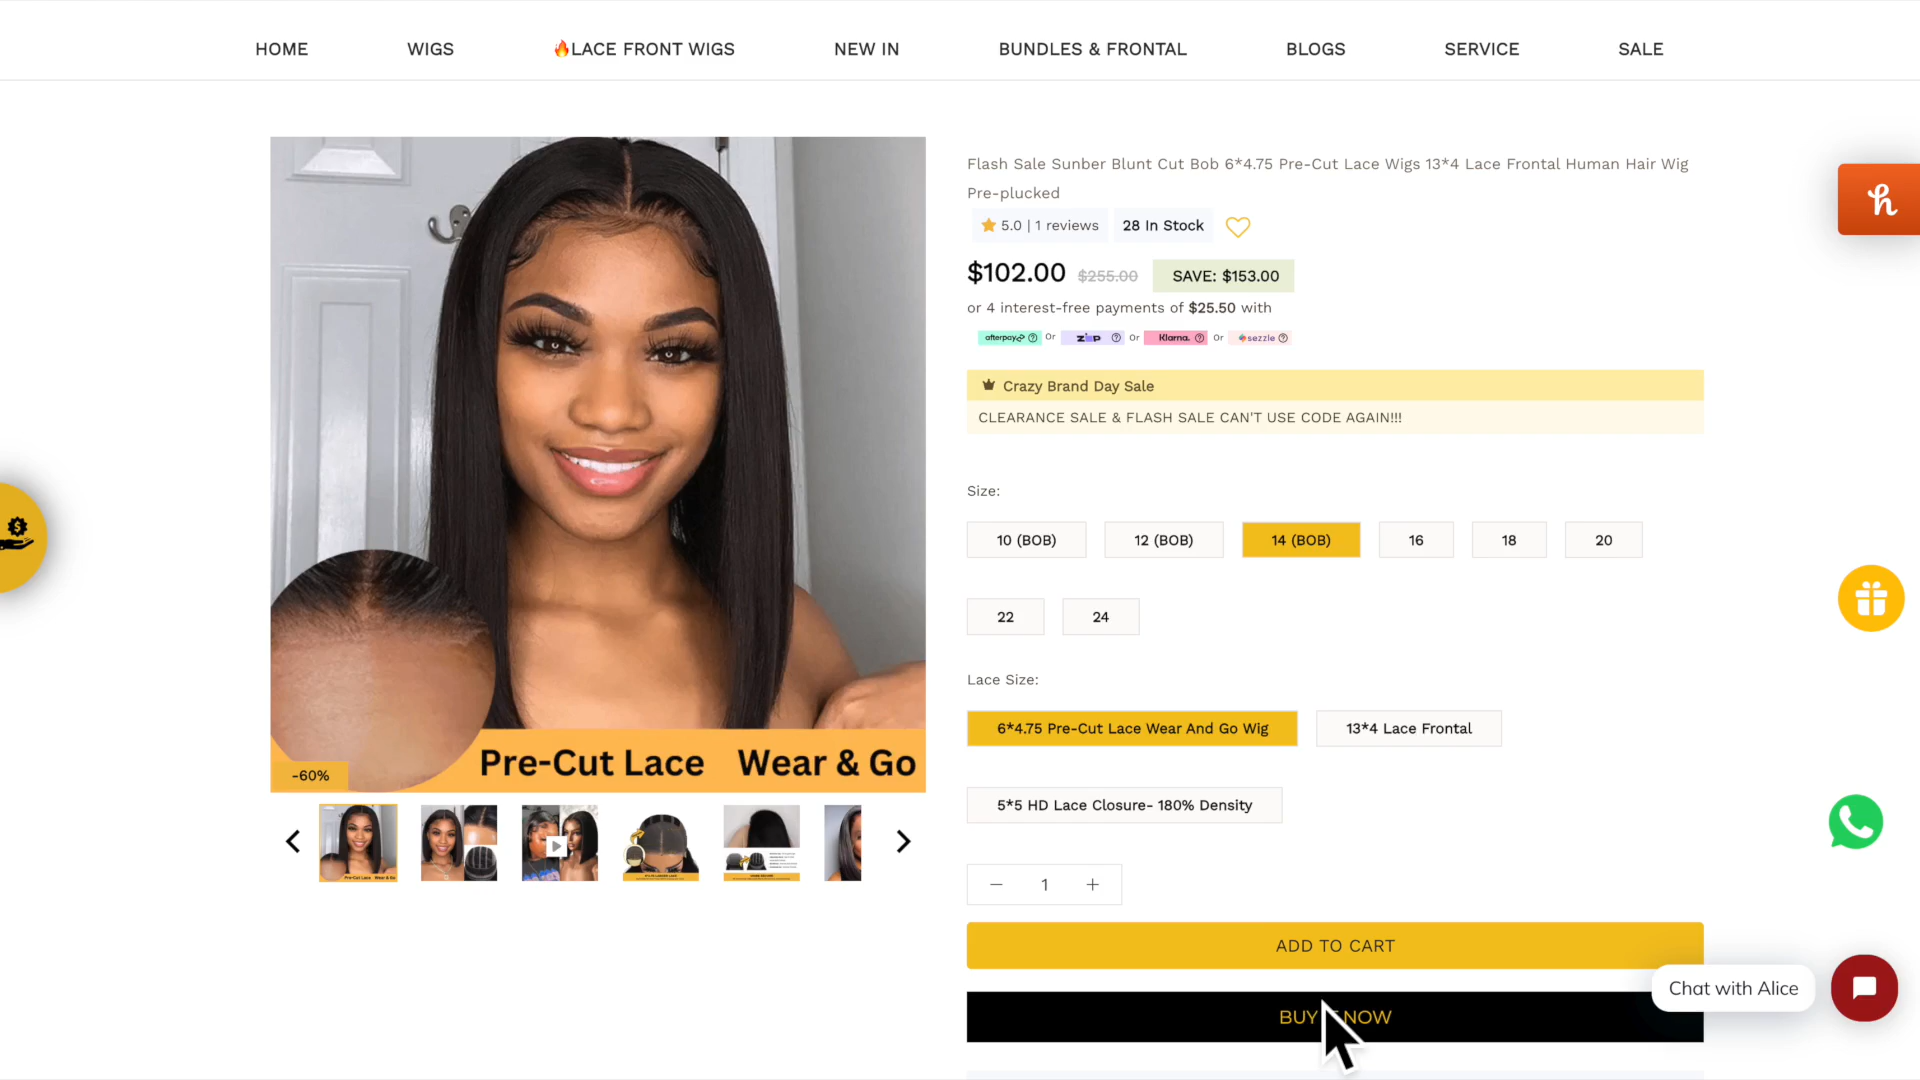 HOME WIGS 🔥LACE FRONT WIGS NEW IN BUNDLES & FRONTAL BLOGS SERVICE SALE
Flash Sale Sunber Blunt Cut Bob 6*4.75 Pre-Cut Lace Wigs 13*4 Lace Frontal Human Hair Wig
Pre-plucked
5.0 | 1 reviews 28 In Stock
$102.00 $255.00 SAVE: $153.00
or 4 interest-free payments of $25.50 with
afterpay or zip or Klarna. or sezzle
Crazy Brand Day Sale
CLEARANCE SALE & FLASH SALE CAN'T USE CODE AGAIN!!!
Size:
10 (BOB) 12 (BOB) 14 (BOB) 16 18 20
22 24
Lace Size:
6*4.75 Pre-Cut Lace Wear And Go Wig 13*4 Lace Frontal
5*5 HD Lace Closure- 180% Density
− 1 +
ADD TO CART
BUY NOW
Pre-Cut Lace Wear & Go
-60%
Pre-Cut Lace Wear & Go
Chat with Alice